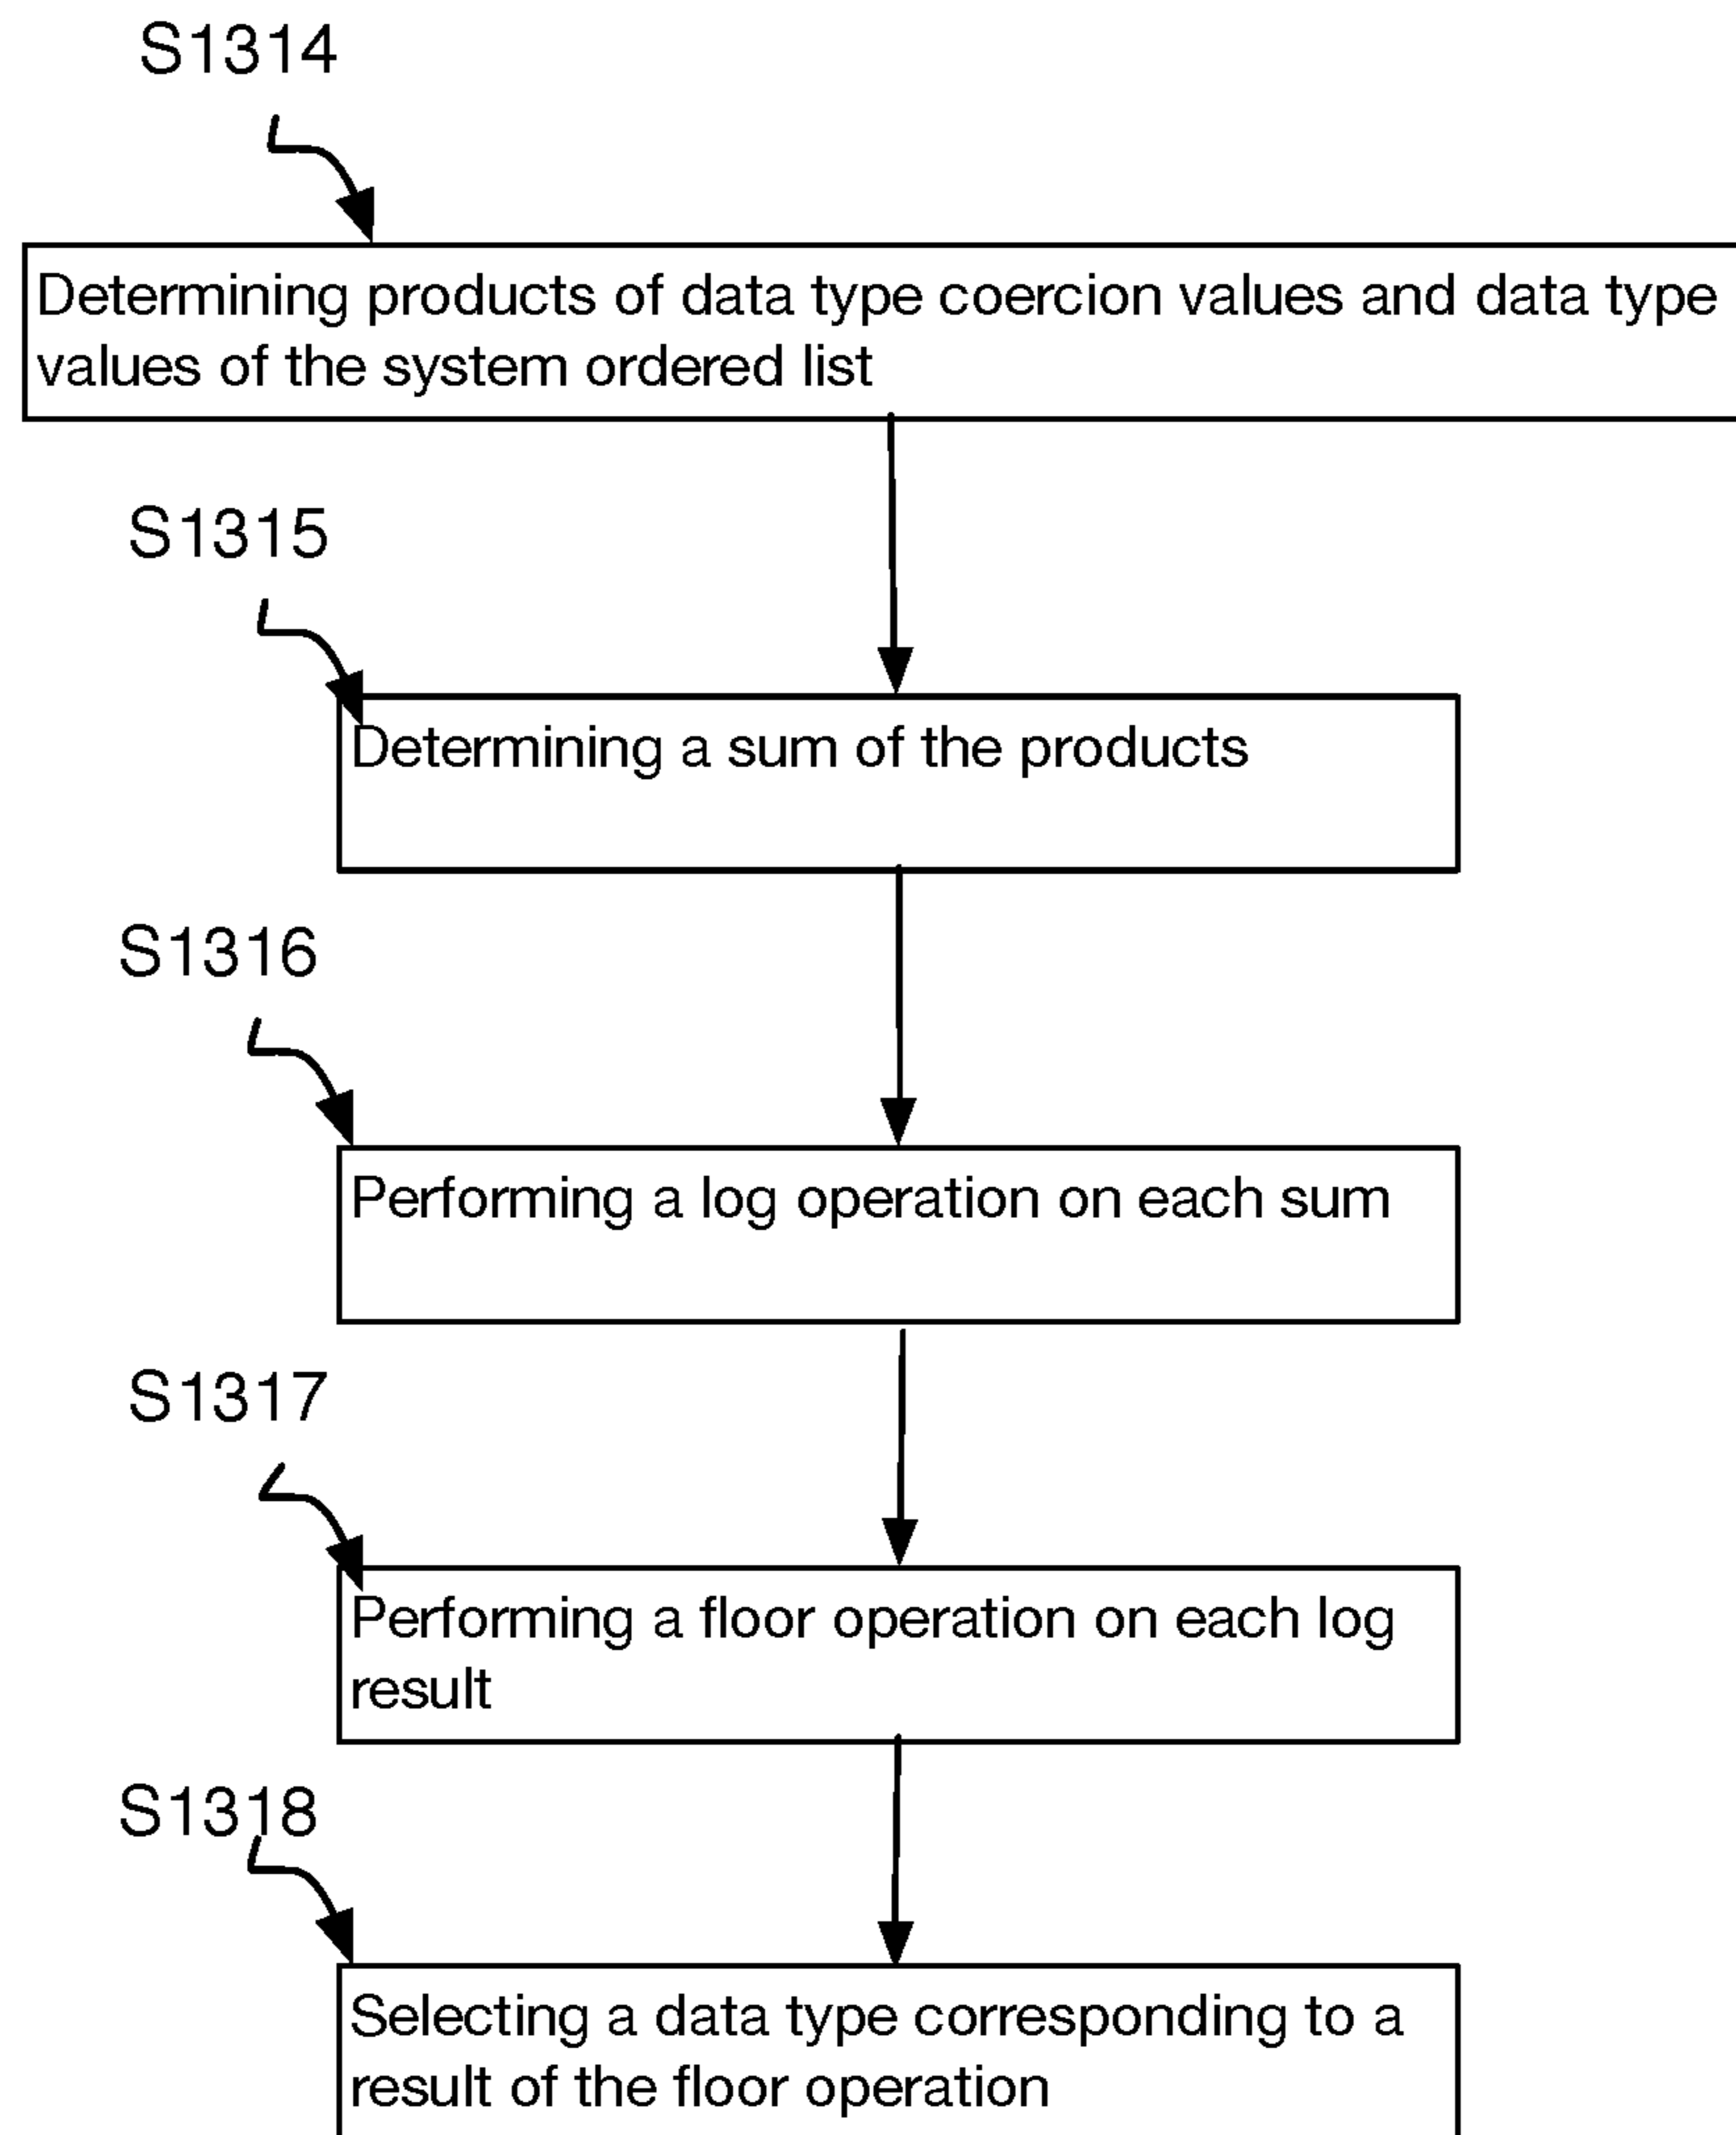 S1314
Determining products of data type coercion values and data type
values of the system ordered list
S1315
Determining a sum of the products
S1316
Performing a log operation on each sum
S1317
Performing a floor operation on each log
result
S1318
Selecting a data type corresponding to a
result of the floor operation